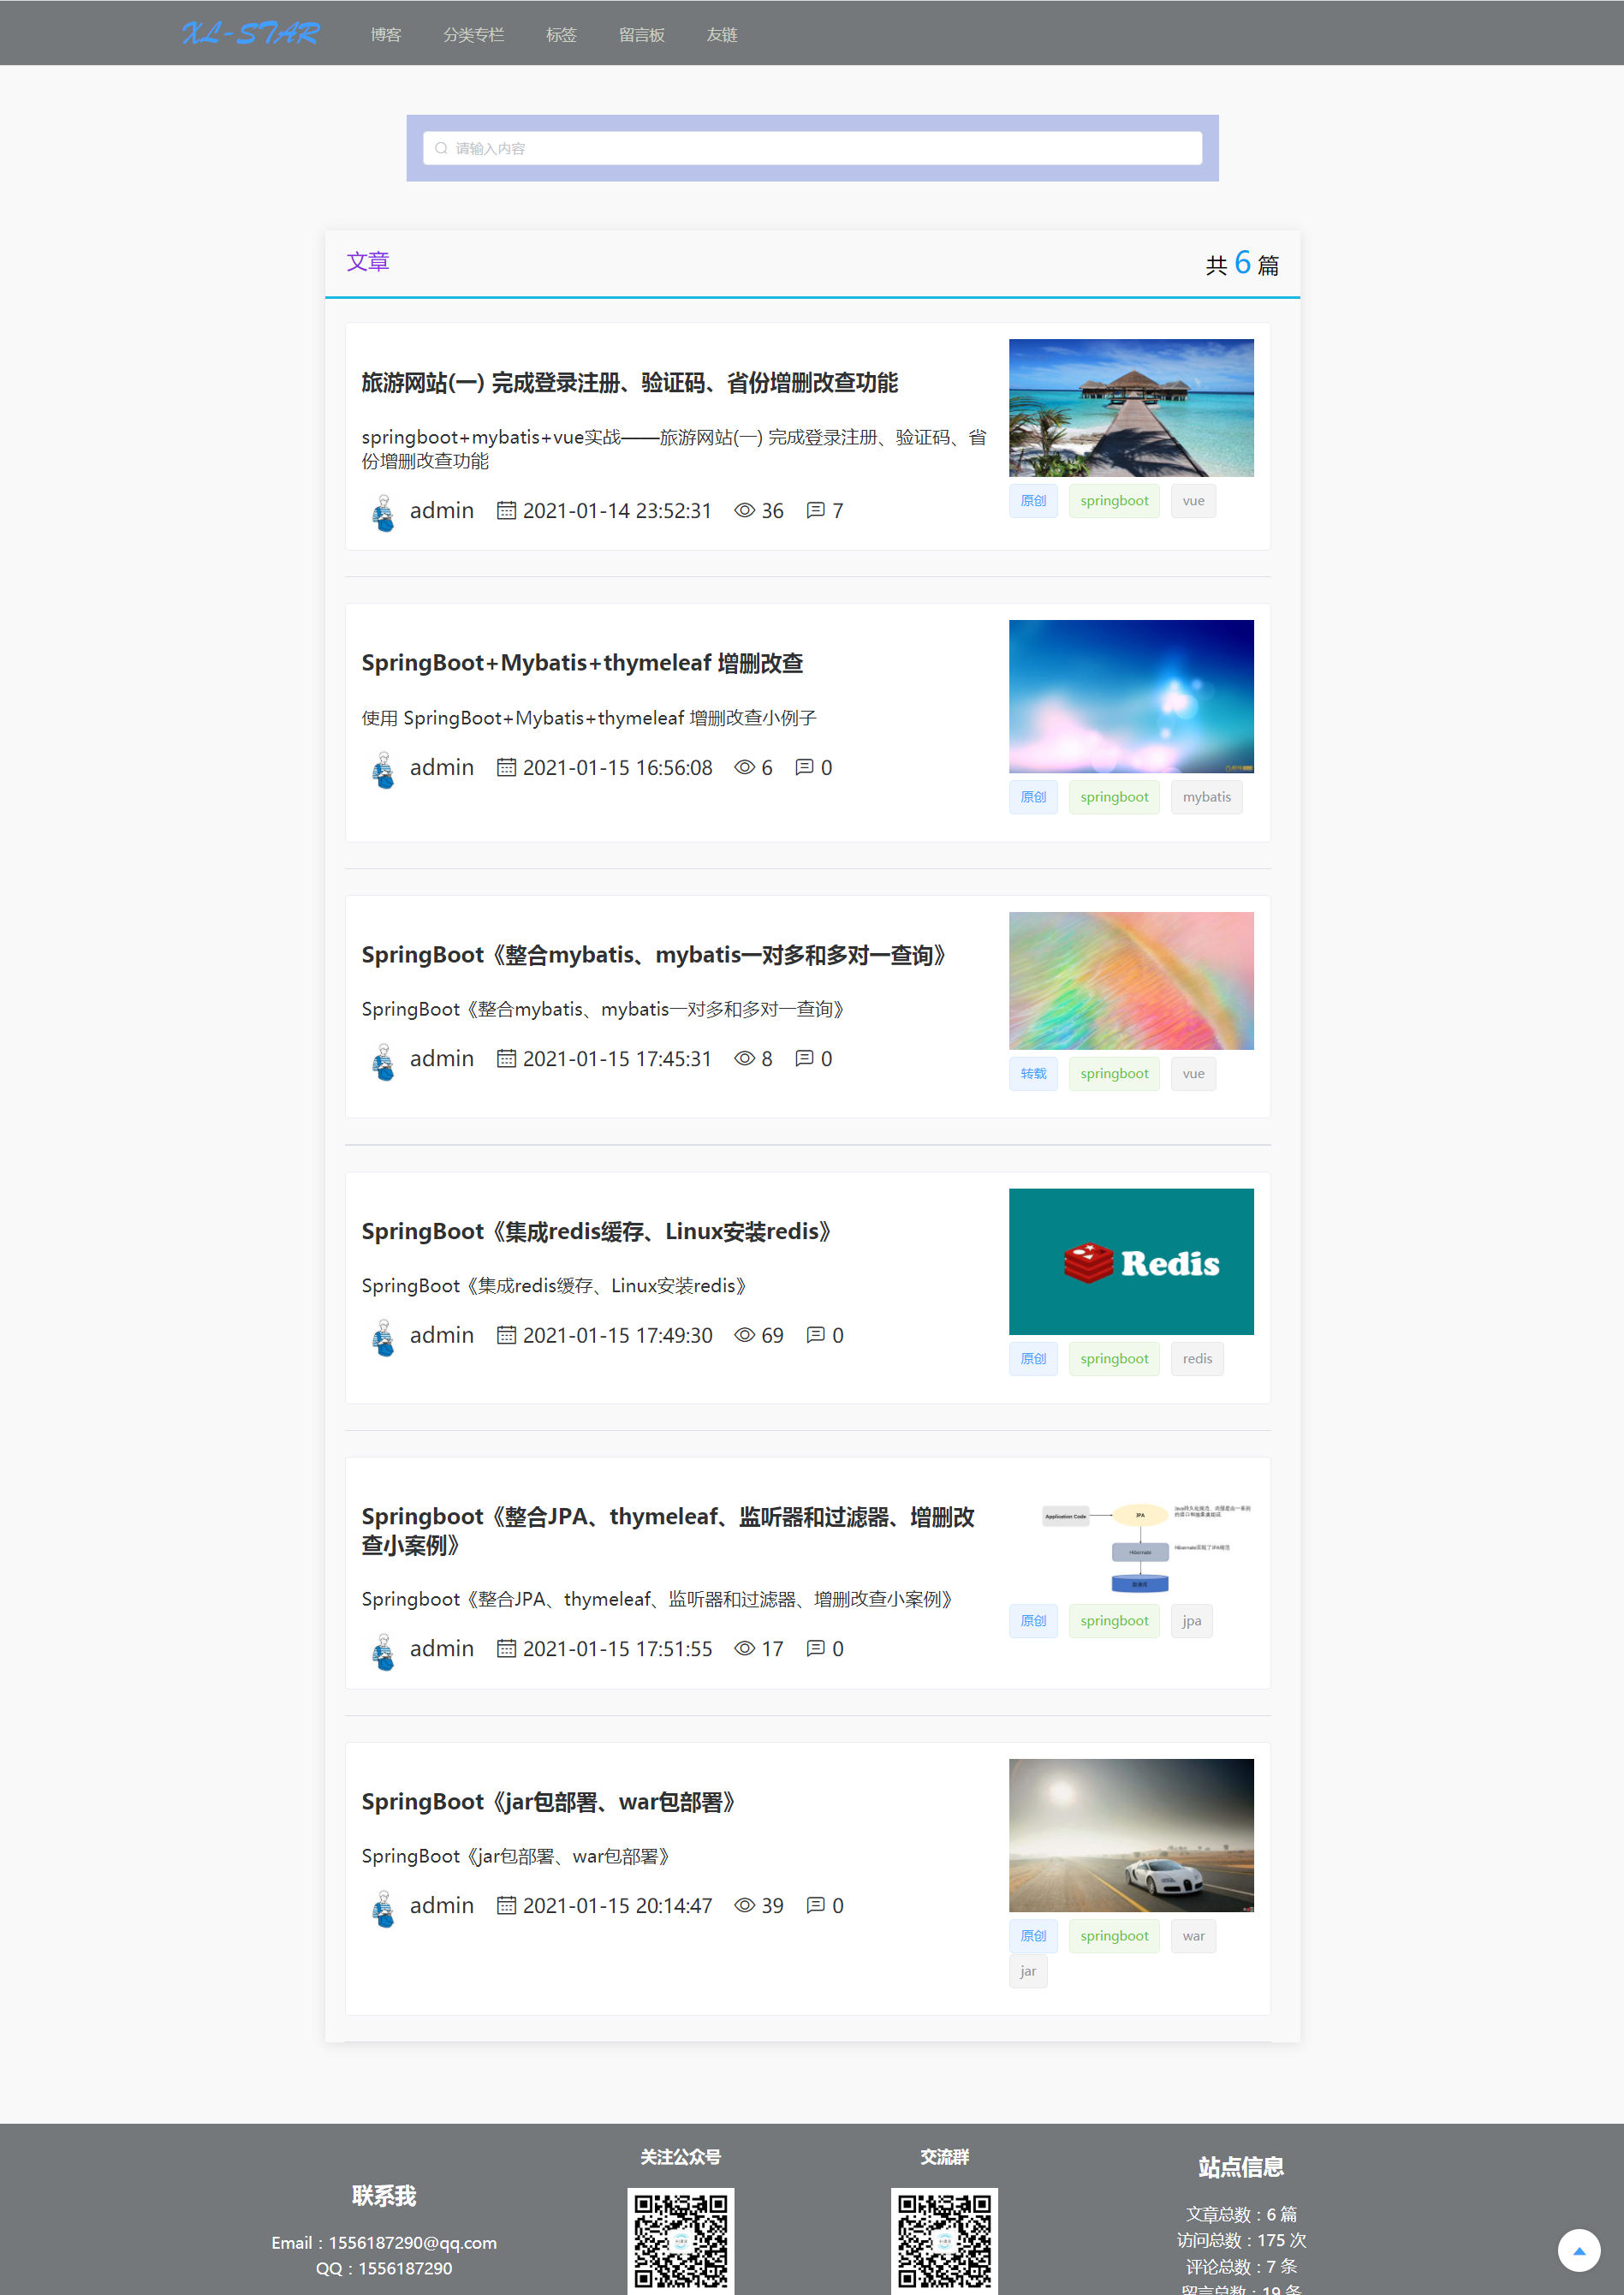 XL-STAR
博客 分类专栏 标签 留言板 友链
请输入内容
文章
共 6 篇
旅游网站(一) 完成登录注册、验证码、省份增删改查功能
springboot+mybatis+vue实战——旅游网站(一) 完成登录注册、验证码、省
份增删改查功能
admin 2021-01-14 23:52:31 36 7
原创 springboot vue
SpringBoot+Mybatis+thymeleaf 增删改查
使用 SpringBoot+Mybatis+thymeleaf 增删改查小例子
admin 2021-01-15 16:56:08 6 0
原创 springboot mybatis
SpringBoot《整合mybatis、mybatis一对多和多对一查询》
SpringBoot《整合mybatis、mybatis一对多和多对一查询》
admin 2021-01-15 17:45:31 8 0
转载 springboot vue
SpringBoot《集成redis缓存、Linux安装redis》
SpringBoot《集成redis缓存、Linux安装redis》
admin 2021-01-15 17:49:30 69 0
Redis
原创 springboot redis
Springboot《整合JPA、thymeleaf、监听器和过滤器、增删改
查小案例》
Springboot《整合JPA、thymeleaf、监听器和过滤器、增删改查小案例》
admin 2021-01-15 17:51:55 17 0
Application Code
JPA
Hibernate
Hibernate实现了JPA规范
原创 springboot jpa
SpringBoot《jar包部署、war包部署》
SpringBoot《jar包部署、war包部署》
admin 2021-01-15 20:14:47 39 0
原创 springboot war
jar
联系我
Email：1556187290@qq.com
QQ：1556187290
关注公众号
交流群
站点信息
文章总数：6 篇
访问总数：175 次
评论总数：7 条
留言总数：19 条